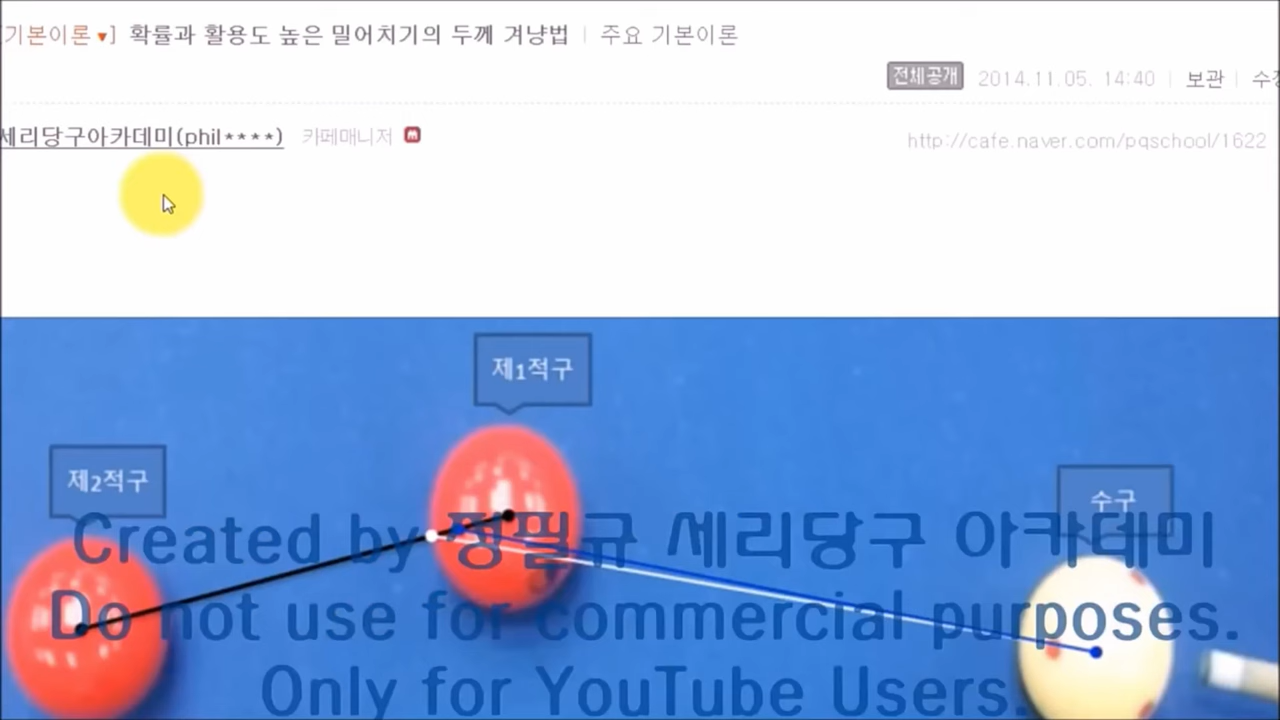 [기본이론 ▼] 확률과 활용도 높은 밀어치기의 두께 겨냥법 | 주요 기본이론
전체공개 2014.11.05. 14:40 | 보관 |
세리당구아카데미(phil****) 카페매니저
http://cafe.naver.com/pqschool/1622
제1적구
제2적구
수구
Created by 정필규 세리당구 아카데미
Do not use for commercial purposes.
Only for YouTube Users.